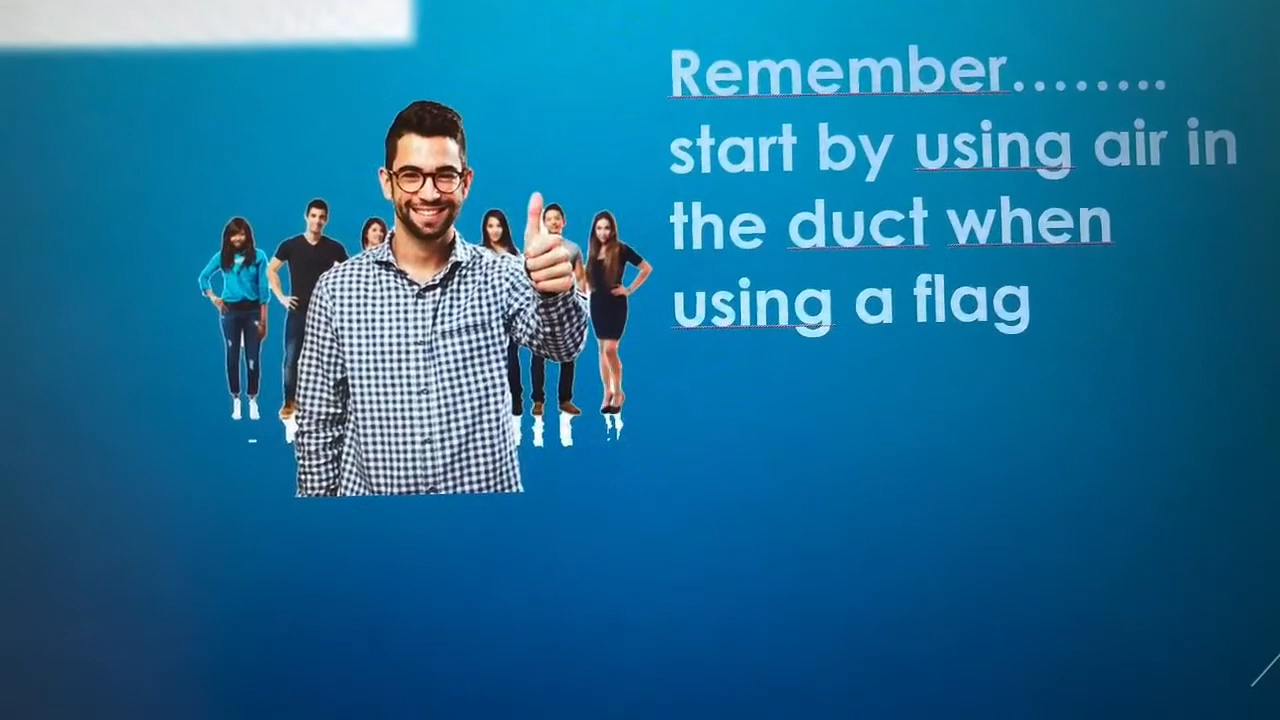 Remember........
start by using air in
the duct when
using a flag